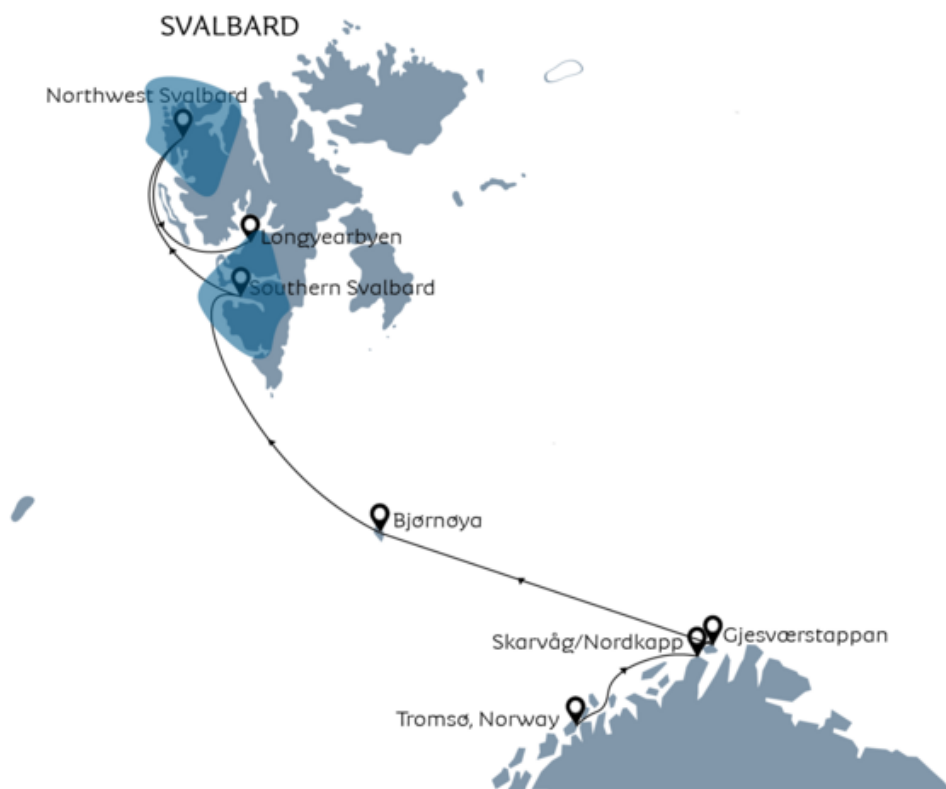 SVALBARD
Northwest Svalbard
Longyearbyen
Southern Svalbard
Bjørnøya
Gjesværstappan
Skarvåg/Nordkapp
Tromsø, Norway